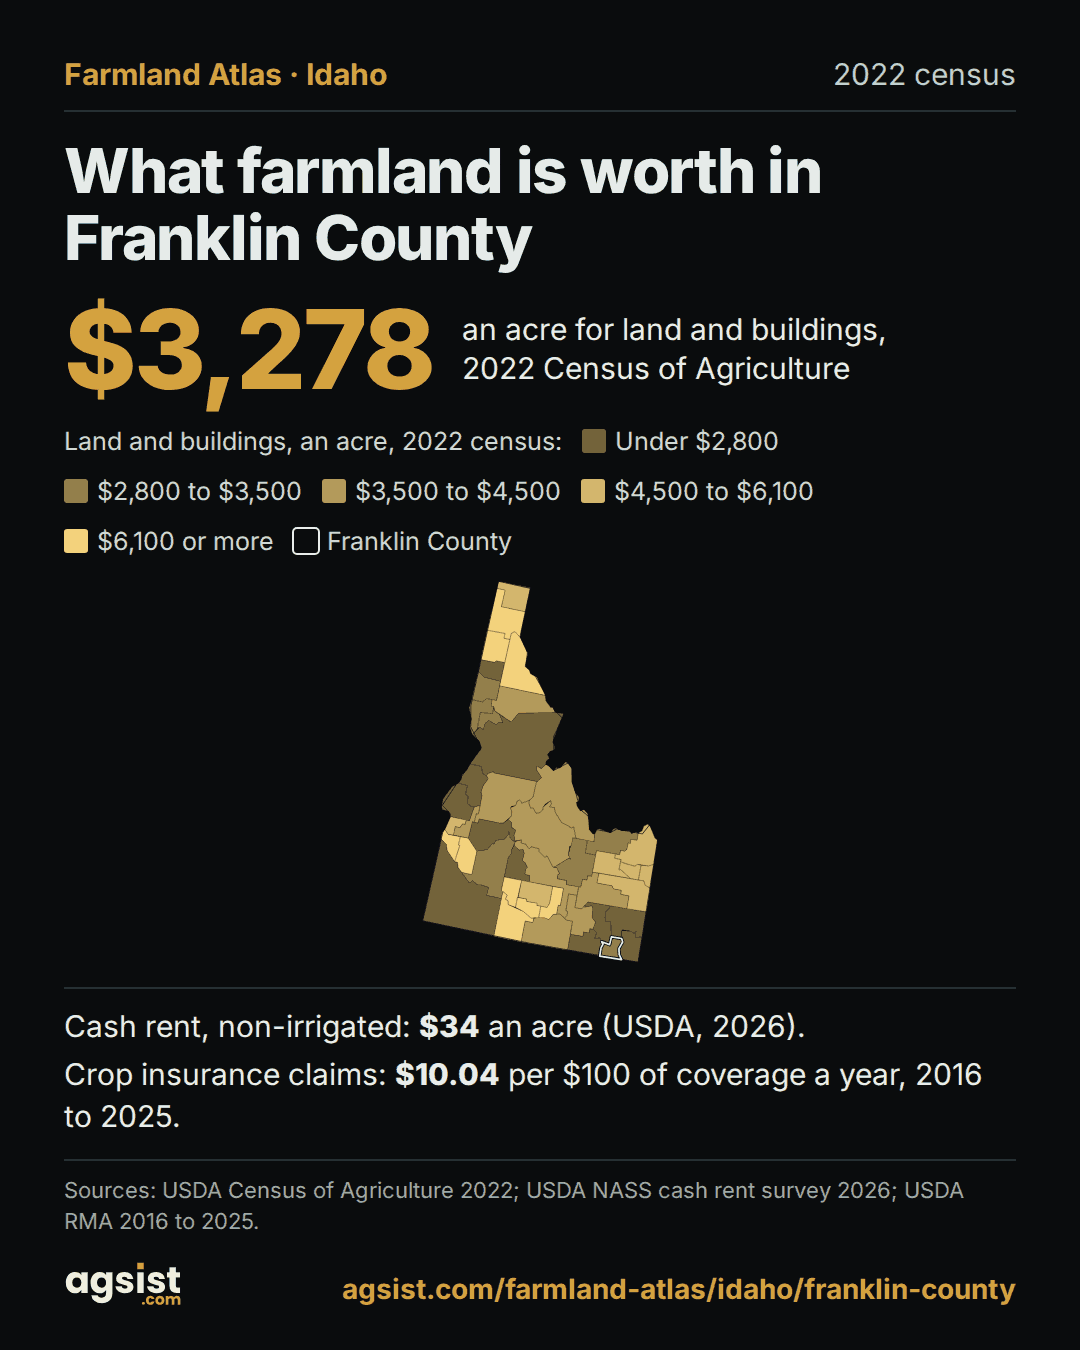 Farmland Atlas · Idaho
2022 census
What farmland is worth in
Franklin County
$3,278
an acre for land and buildings,
2022 Census of Agriculture
Land and buildings, an acre, 2022 census: Under $2,800
$2,800 to $3,500 $3,500 to $4,500 $4,500 to $6,100
$6,100 or more Franklin County
Cash rent, non-irrigated: $34 an acre (USDA, 2026).
Crop insurance claims: $10.04 per $100 of coverage a year, 2016
to 2025.
Sources: USDA Census of Agriculture 2022; USDA NASS cash rent survey 2026; USDA
RMA 2016 to 2025.
agsist
.com
agsist.com/farmland-atlas/idaho/franklin-county